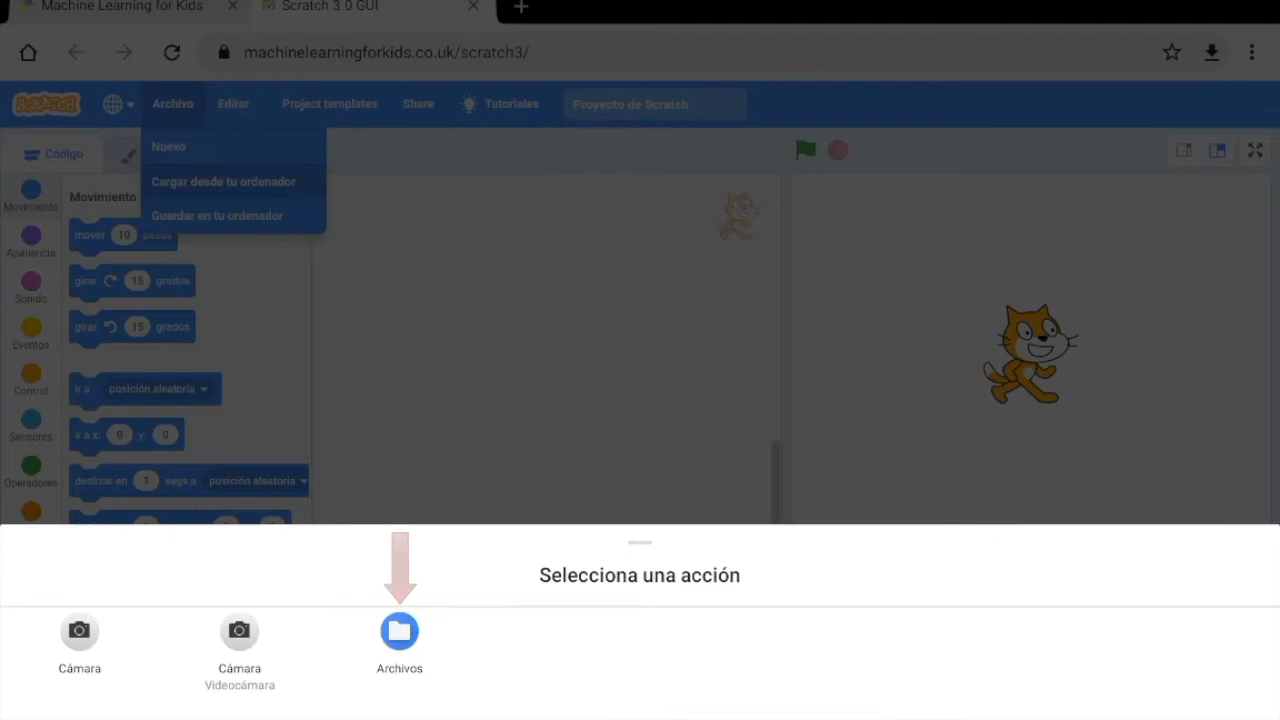 Machine Learning for Kids
Scratch 3.0 GUI
machinelearningforkids.co.uk/scratch3/
SCRATCH
Archivo
Editar
Project templates
Share
Tutoriales
Proyecto de Scratch
Nuevo
Cargar desde tu ordenador
Guardar en tu ordenador
Código
Movimiento
Apariencia
Sonido
Eventos
Control
Sensores
Operadores
Movimiento
mover 10 pasos
girar 15 grados
girar 15 grados
ir a posición aleatoria
ir a x: 0 y: 0
deslizar en 1 segs a posición aleatoria
Selecciona una acción
Cámara
Cámara
Videocámara
Archivos